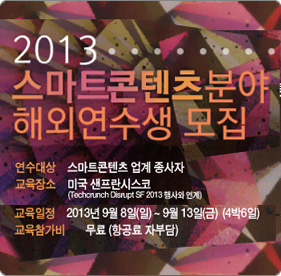 2013
스마트콘텐츠분야
해외연수생 모집
연수대상 스마트콘텐츠 업계 종사자
교육장소 미국 샌프란시스코
(Techcrunch Disrupt SF 2013 행사와 연계)
교육일정 2013년 9월 8일(일) ~ 9월 13일(금) (4박6일)
교육참가비 무료 (항공료 자부담)